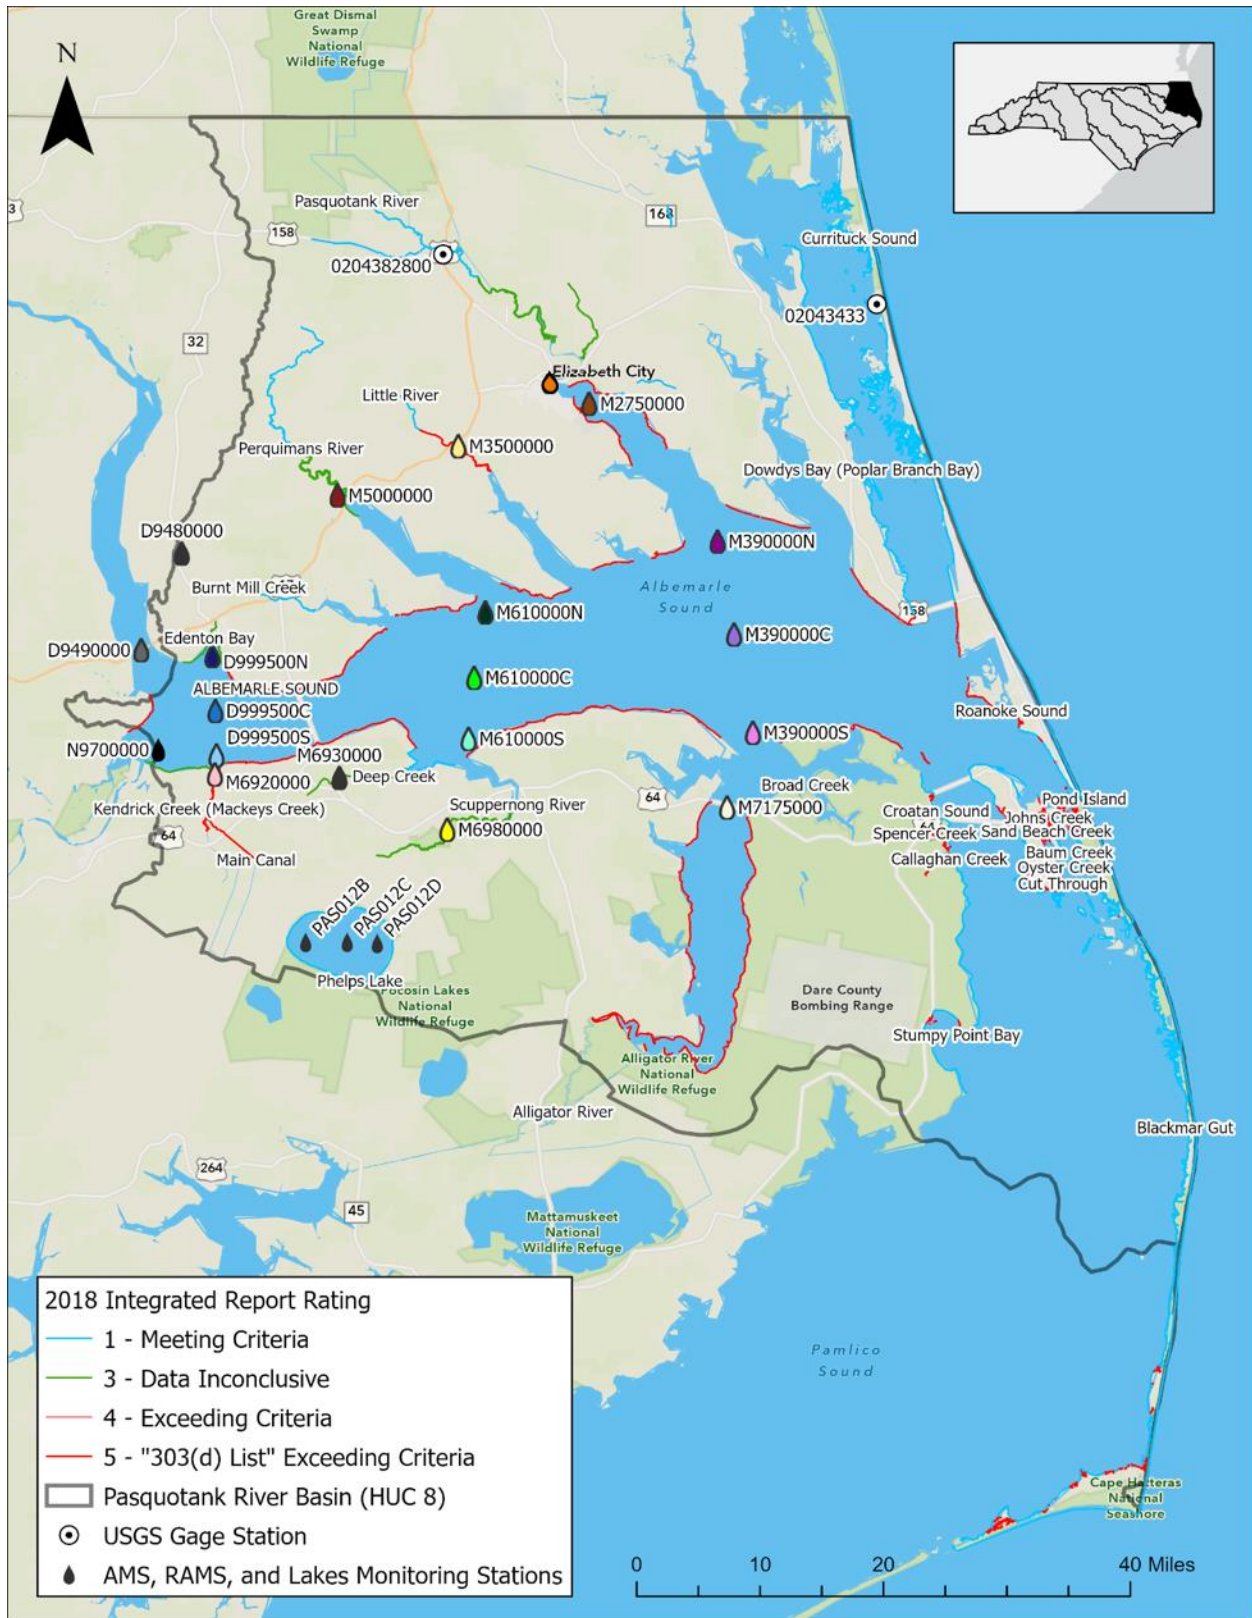 Great Dismal
Swamp
National
Wildlife Refuge
N
Pasquotank River
158
168
3
0204382800
Currituck Sound
02043433
32
Elizabeth City
M2750000
Little River
M3500000
Perquimans River
M5000000
Dowdys Bay (Poplar Branch Bay)
D9480000
M390000N
Burnt Mill Creek
Albemarle
Sound
M610000N
158
Edenton Bay
D9490000
D999500N
M390000C
ALBEMARLE SOUND
M610000C
D999500C
Roanoke Sound
D999500S
M610000S
M390000S
N9700000
M6930000
M6920000
Deep Creek
Broad Creek
Kendrick Creek (Mackeys Creek)
Scuppernong River
64
M7175000
Pond Island
Croatan Sound
Johns Creek
64
M6980000
Spencer Creek
Sand Beach Creek
Main Canal
Callaghan Creek
Baum Creek
Oyster Creek
Cut Through
PAS012B
PAS012C
PAS012D
Phelps Lake
Pocosin Lakes
National
Wildlife Refuge
Dare County
Bombing Range
Stumpy Point Bay
Alligator River
National
Wildlife Refuge
Alligator River
Blackmar Gut
264
45
Mattamuskeet
National
Wildlife Refuge
Pamlico
Sound
2018 Integrated Report Rating
1 - Meeting Criteria
3 - Data Inconclusive
4 - Exceeding Criteria
5 - "303(d) List" Exceeding Criteria
Pasquotank River Basin (HUC 8)
USGS Gage Station
AMS, RAMS, and Lakes Monitoring Stations
Cape Hatteras
National
Seashore
0 10 20 40 Miles